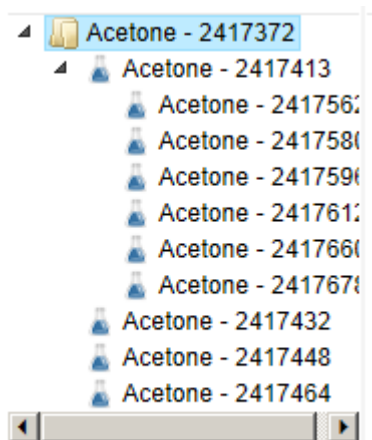 Acetone - 2417372
Acetone - 2417413
Acetone - 241756
Acetone - 241758
Acetone - 241759
Acetone - 241761
Acetone - 241766
Acetone - 241767
Acetone - 2417432
Acetone - 2417448
Acetone - 2417464